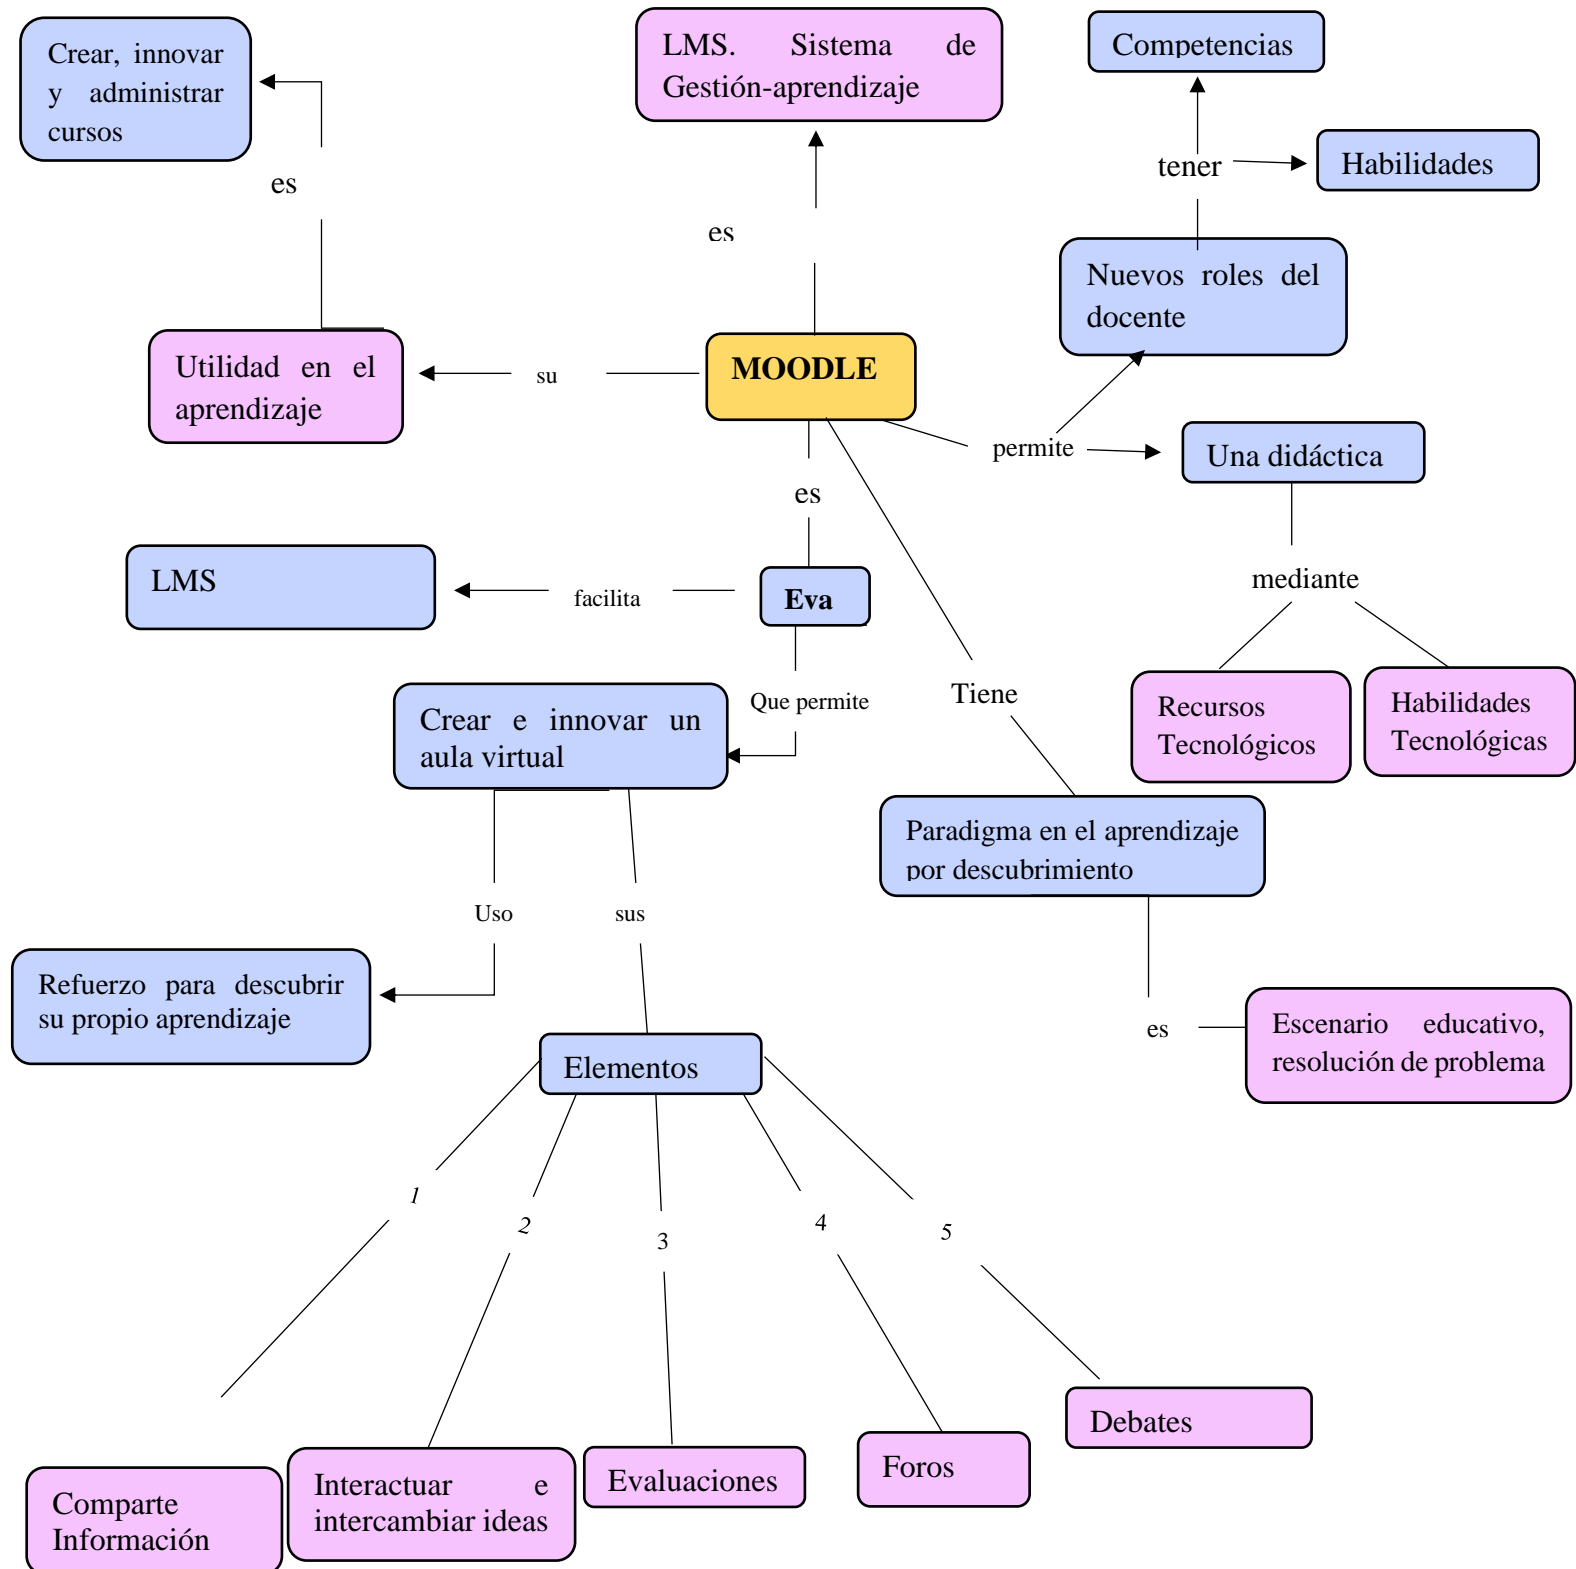 Crear, innovar
y administrar
cursos
LMS. Sistema de
Gestión-aprendizaje
Competencias
tener
Habilidades
es
es
Nuevos roles del
docente
Utilidad en el
aprendizaje
su
MOODLE
permite
Una didáctica
es
mediante
LMS
facilita
Eva
Recursos
Tecnológicos
Habilidades
Tecnológicas
Que permite
Tiene
Crear e innovar un
aula virtual
Paradigma en el aprendizaje
por descubrimiento
Uso
sus
Refuerzo para descubrir
su propio aprendizaje
es
Escenario educativo,
resolución de problema
Elementos
1
2
3
4
5
Comparte
Información
Interactuar e
intercambiar ideas
Evaluaciones
Foros
Debates